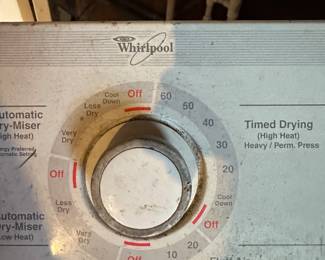 Whirlpool
Automatic
Dry-Miser
(High Heat)
Energy Preferred
Automatic Setting
Very
Dry
Less
Dry
Cool
Down
Off
60
50
40
30
20
Timed Drying
(High Heat)
Heavy / Perm. Press
Off
Cool
Down
Off
Less
Dry
Very
Dry
Off
10
20
Automatic
Dry-Miser
(Low Heat)